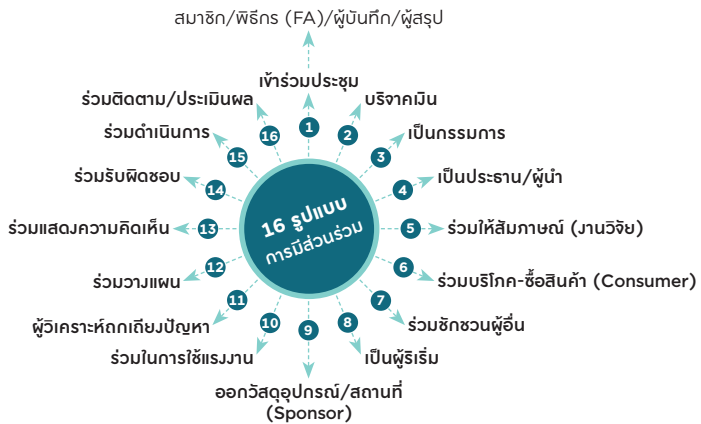 สมาชิก/พิธีกร (FA)/ผู้บันทึก/ผู้สรุป
16 รูปแบบ
การมีส่วนร่วม
1
เข้าร่วมประชุม
2
บริจาคเงิน
3
เป็นกรรมการ
4
เป็นประธาน/ผู้นำ
5
ร่วมให้สัมภาษณ์ (งานวิจัย)
6
ร่วมบริโภค-ซื้อสินค้า (Consumer)
7
ร่วมชักชวนผู้อื่น
8
เป็นผู้ริเริ่ม
9
ออกวัสดุอุปกรณ์/สถานที่
(Sponsor)
10
ร่วมในการใช้แรงงาน
11
ผู้วิเคราะห์ถกเถียงปัญหา
12
ร่วมวางแผน
13
ร่วมแสดงความคิดเห็น
14
ร่วมรับผิดชอบ
15
ร่วมดำเนินการ
16
ร่วมติดตาม/ประเมินผล